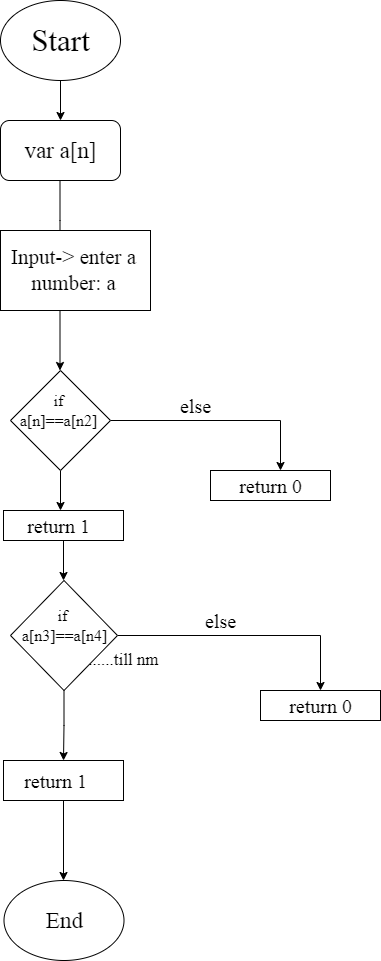 Start
var a[n]
Input-> enter a
number: a
if
a[n]==a[n2]
else
return 0
return 1
if
a[n3]==a[n4]
else
......till nm
return 0
return 1
End